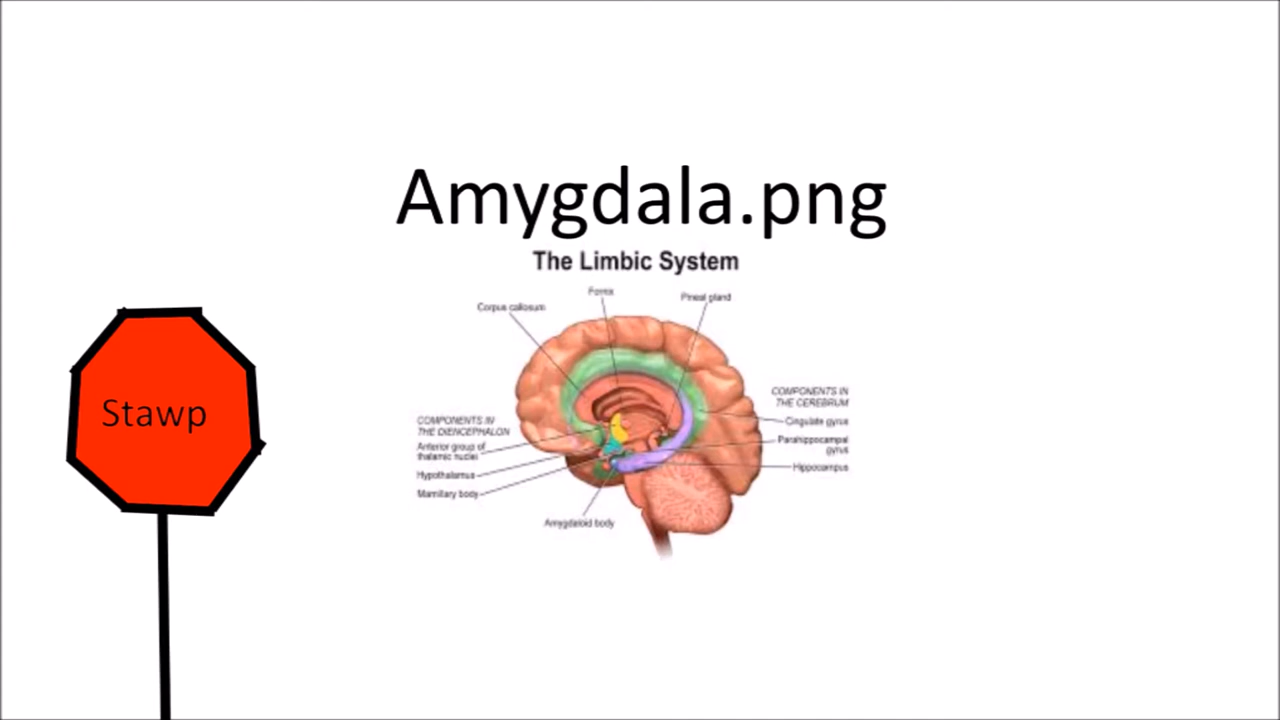 Amygdala.png
The Limbic System
Fornix
Pineal gland
Corpus callosum
COMPONENTS IN
THE CEREBRUM
Cingulate gyrus
Parahippocampal
gyrus
Hippocampus
Stawp
COMPONENTS IN
THE DIENCEPHALON
Anterior group of
thalamic nuclei
Hypothalamus
Mamillary body
Amygdaloid body